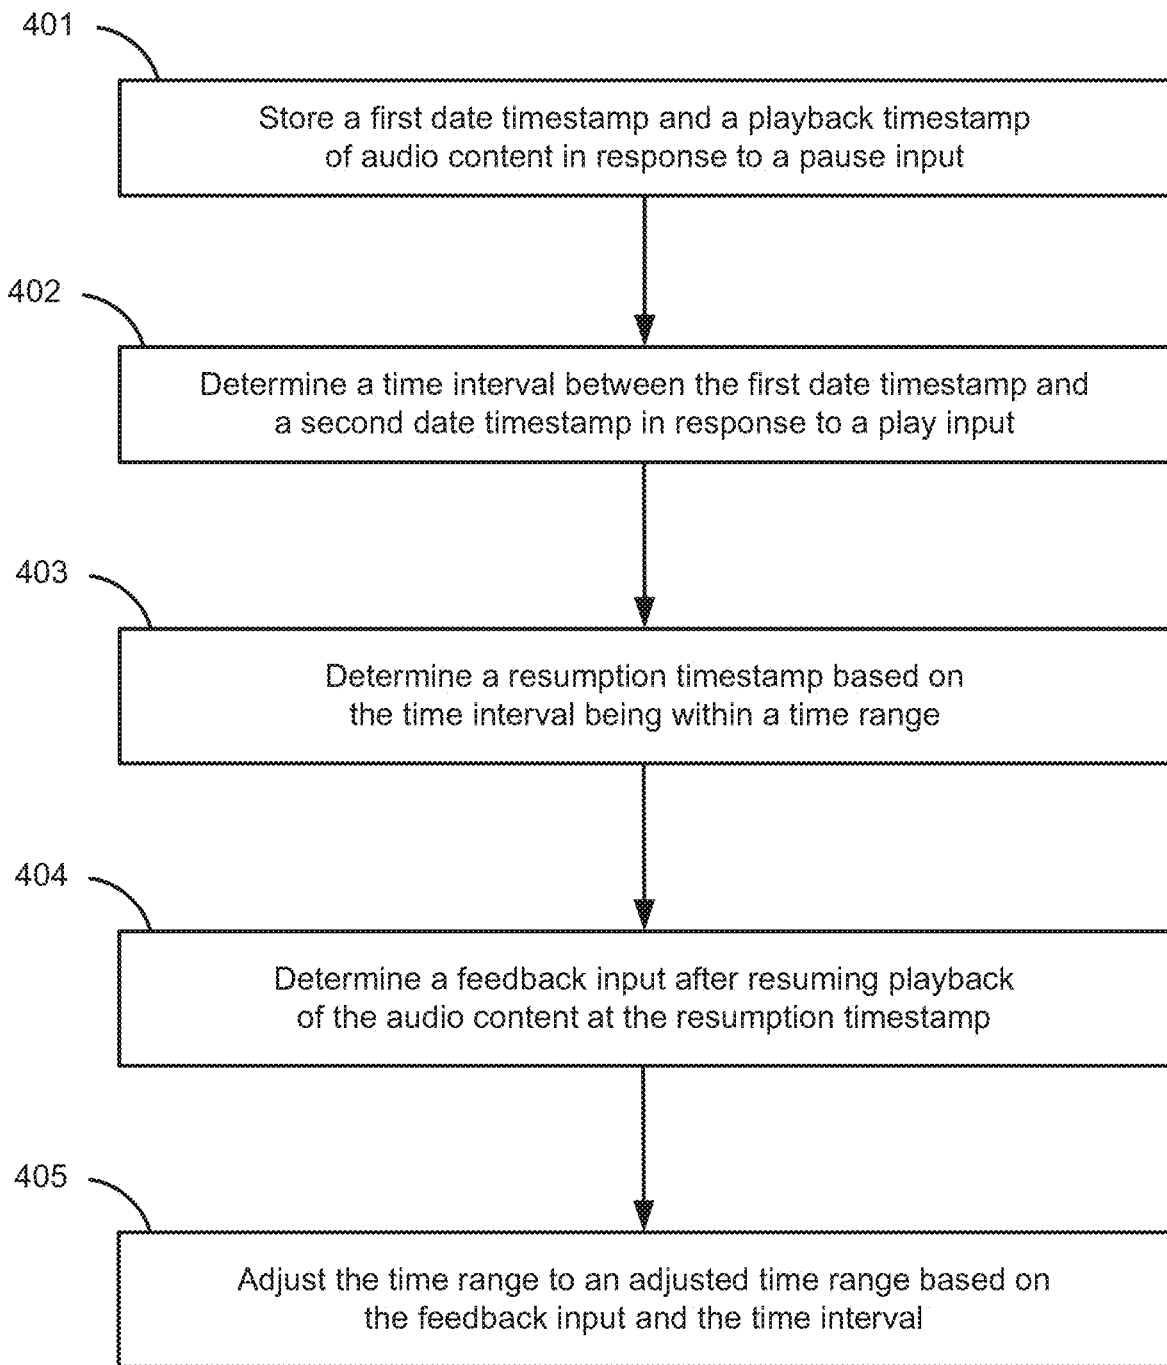 401
Store a first date timestamp and a playback timestamp
of audio content in response to a pause input
402
Determine a time interval between the first date timestamp and
a second date timestamp in response to a play input
403
Determine a resumption timestamp based on
the time interval being within a time range
404
Determine a feedback input after resuming playback
of the audio content at the resumption timestamp
405
Adjust the time range to an adjusted time range based on
the feedback input and the time interval